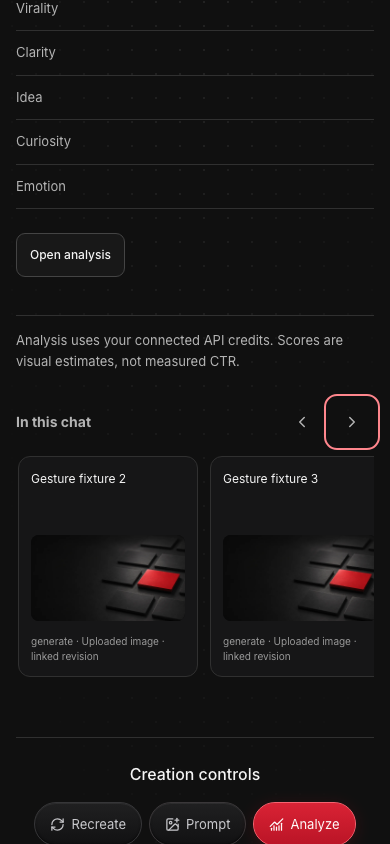 Virality
Clarity
Idea
Curiosity
Emotion
Open analysis
Analysis uses your connected API credits. Scores are
visual estimates, not measured CTR.
In this chat
Gesture fixture 2
generate · Uploaded image ·
linked revision
Gesture fixture 3
generate · Uploaded image ·
linked revision
Creation controls
Recreate
Prompt
Analyze